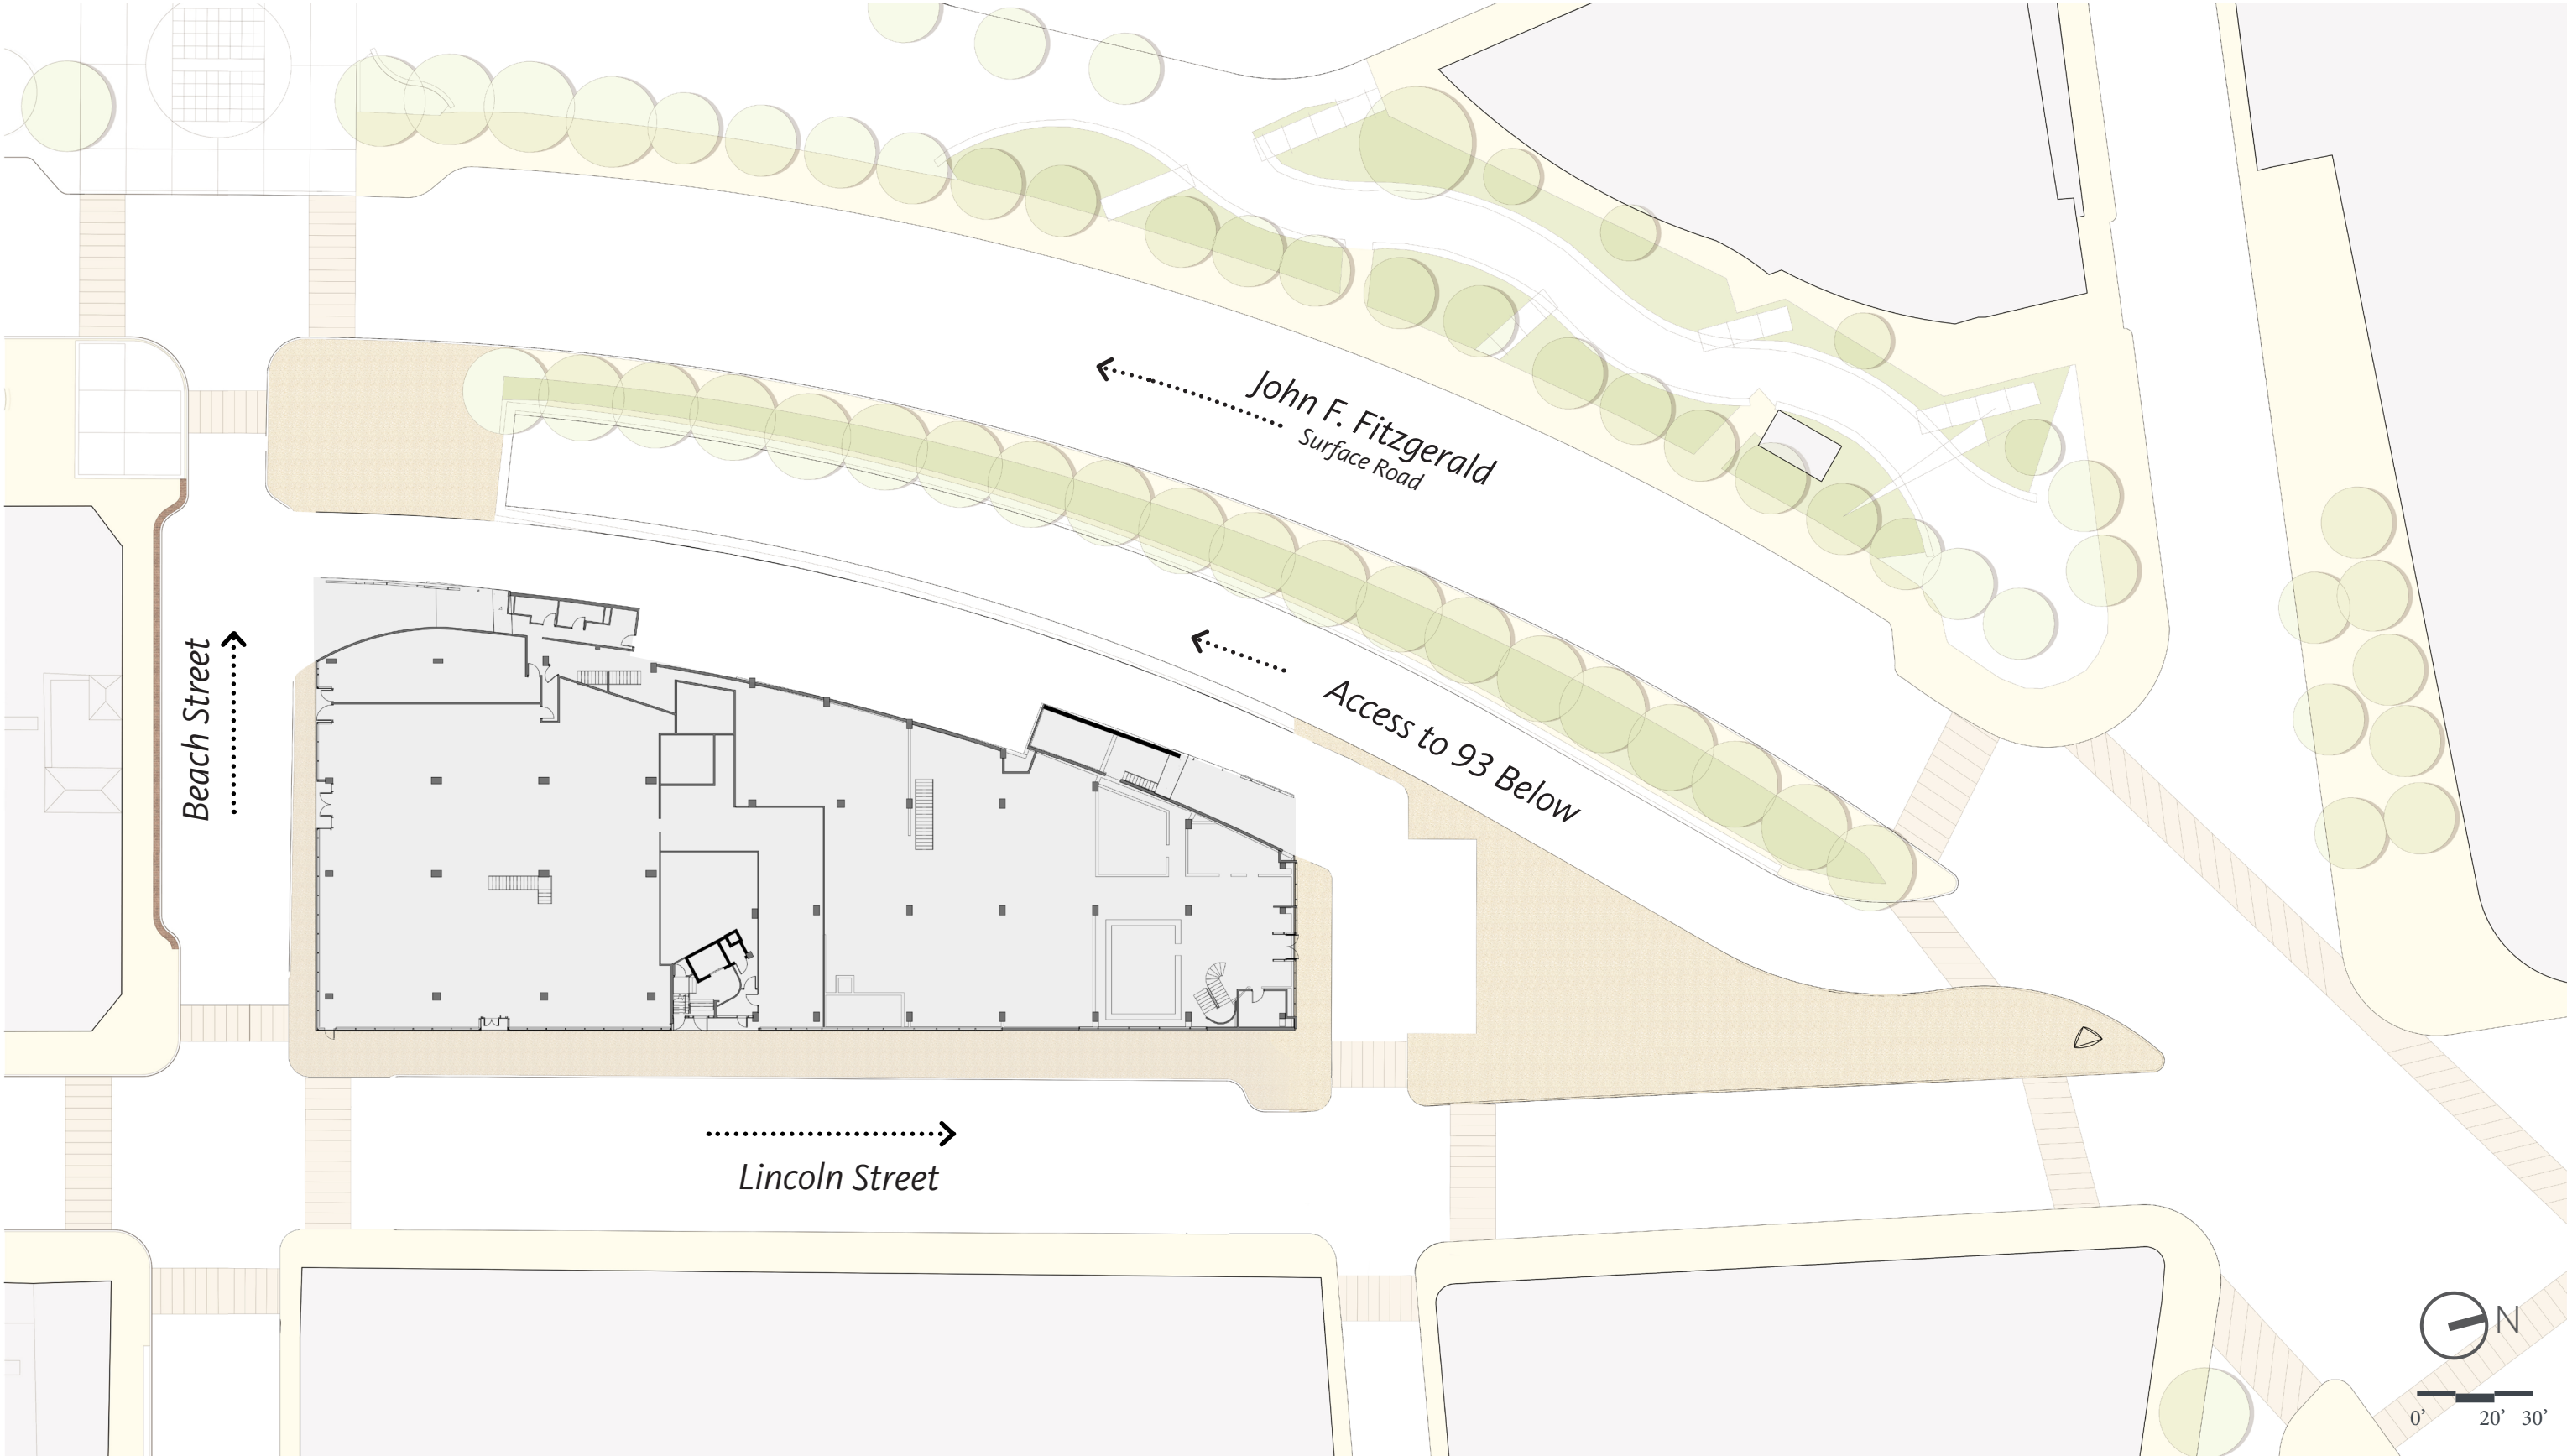 John F. Fitzgerald
Surface Road
Access to 93 Below
Beach Street
Lincoln Street
N
0’ 20’ 30’